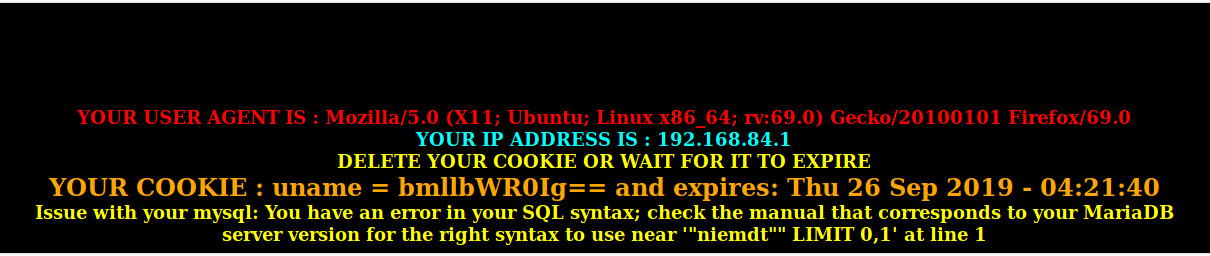 YOUR USER AGENT IS : Mozilla/5.0 (X11; Ubuntu; Linux x86_64; rv:69.0) Gecko/20100101 Firefox/69.0
YOUR IP ADDRESS IS : 192.168.84.1
DELETE YOUR COOKIE OR WAIT FOR IT TO EXPIRE
YOUR COOKIE : uname = bmllbWR0Ig== and expires: Thu 26 Sep 2019 - 04:21:40
Issue with your mysql: You have an error in your SQL syntax; check the manual that corresponds to your MariaDB
server version for the right syntax to use near '"niemdt"" LIMIT 0,1' at line 1